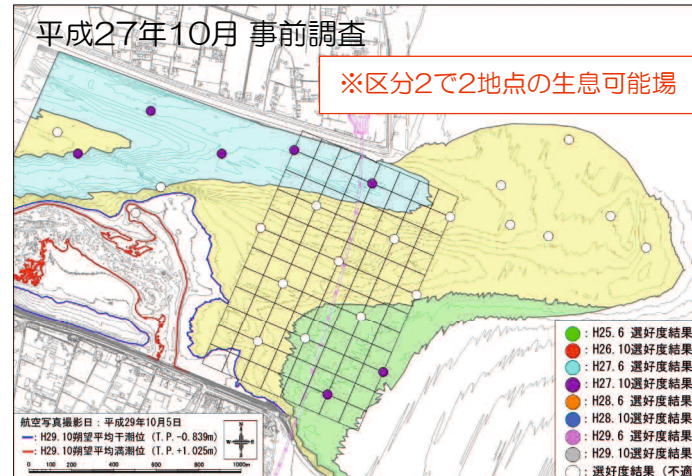 平成27年10月 事前調査
※区分2で2地点の生息可能場
:H25.6 選好度結果
:H26.10選好度結果
:H27.6 選好度結果
:H27.10選好度結果
:H28.6 選好度結果
:H28.10選好度結果
:H29.6 選好度結果
:H29.10選好度結果
:選好度結果(不適
航空写真撮影日:平成29年10月5日
:H29.10朔望平均干潮位(T.P.-0.839m)
:H29.10朔望平均満潮位(T.P.+1.025m)
N
W E
S
0 100 200 400 600 800 1000m